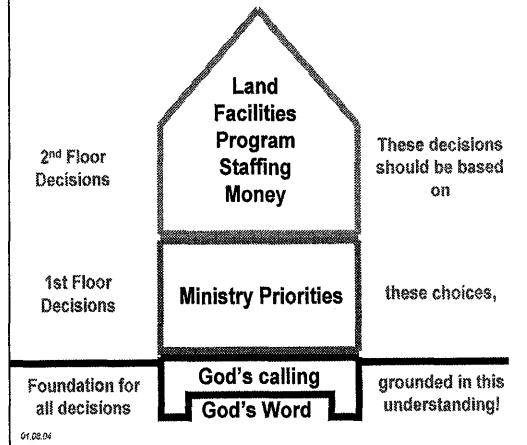 Land
Facilities
Program
Staffing
Money
2nd Floor
Decisions
These decisions
should be based
on
1st Floor
Decisions
Ministry Priorities
these choices,
Foundation for
all decisions
God's calling
God's Word
grounded in this
understanding!
01.08.04